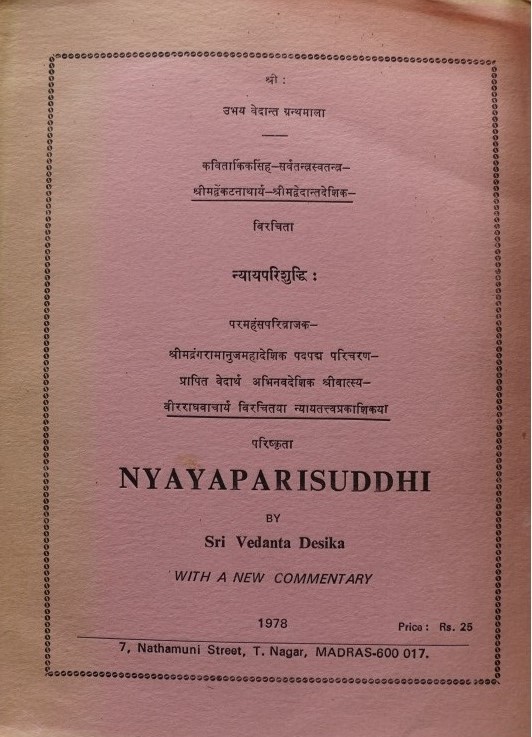 श्री :
उभय वेदान्त ग्रन्थमाला
कवितार्किकसिंह-सर्वतन्त्रस्वतन्त्र-
श्रीमद्वेंकटनाथार्य-श्रीमद्वेदान्तदेशिक-
विरचिता
न्यायपरिशुद्धि :
परमहंसपरिव्राजक-
श्रीमद्रंगरामानुजमहादेशिक पदपद्म परिचरण-
प्रापित वेदार्थ अभिनवदेशिक श्रीवात्स्य-
वीरराघवाचार्य विरचितया न्यायतत्त्वप्रकाशिकया
परिष्कृता
NYAYAPARISUDDHI
BY
Sri Vedanta Desika
WITH A NEW COMMENTARY
1978
Price : Rs. 25
7, Nathamuni Street, T. Nagar, MADRAS-600 017.